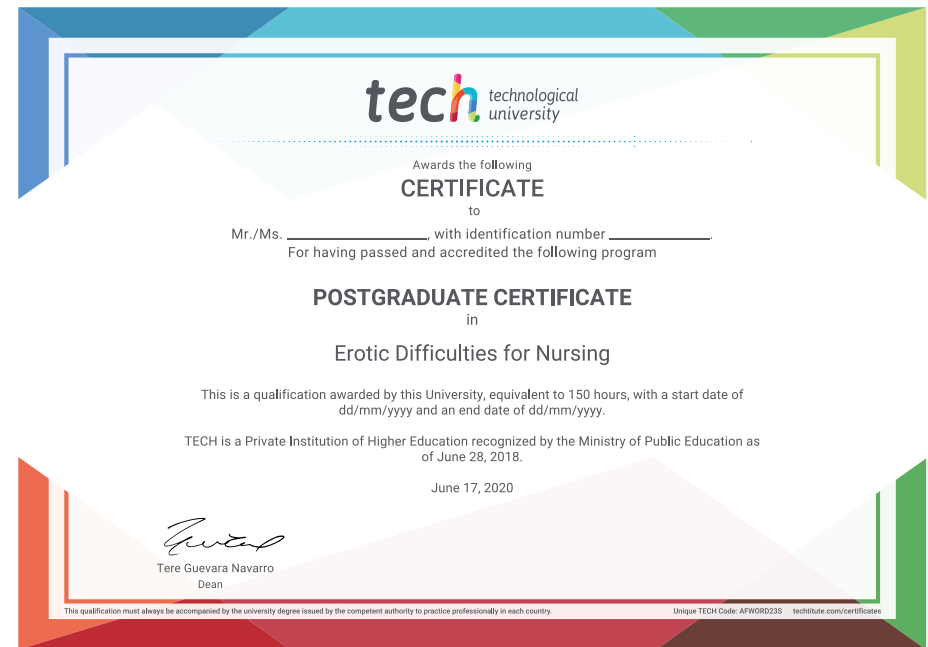 tech technological
university
Awards the following
CERTIFICATE
to
Mr./Ms. ____________________, with identification number ______________.
For having passed and accredited the following program
POSTGRADUATE CERTIFICATE
in
Erotic Difficulties for Nursing
This is a qualification awarded by this University, equivalent to 150 hours, with a start date of
dd/mm/yyyy and an end date of dd/mm/yyyy.
TECH is a Private Institution of Higher Education recognized by the Ministry of Public Education as
of June 28, 2018.
June 17, 2020
Tere Guevara Navarro
Dean
This qualification must always be accompanied by the university degree issued by the competent authority to practice professionally in each country. Unique TECH Code: AFWORD23S techtitute.com/certificates